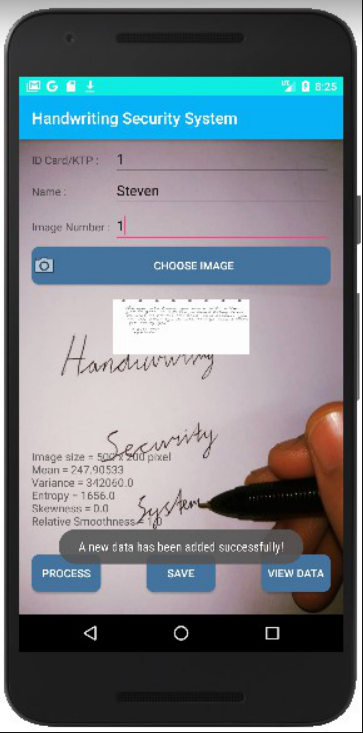 8:25
Handwriting Security System
ID Card/KTP : 1
Name : Steven
Image Number : 1
CHOOSE IMAGE
Handwriting
Security
Image size = 500 x 200 pixel
Mean = 247.90533
Variance = 342060.0
Entropy = 1656.0
Skewness = 0.0
System
Relative Smoothness = 1.0
A new data has been added successfully!
PROCESS SAVE VIEW DATA